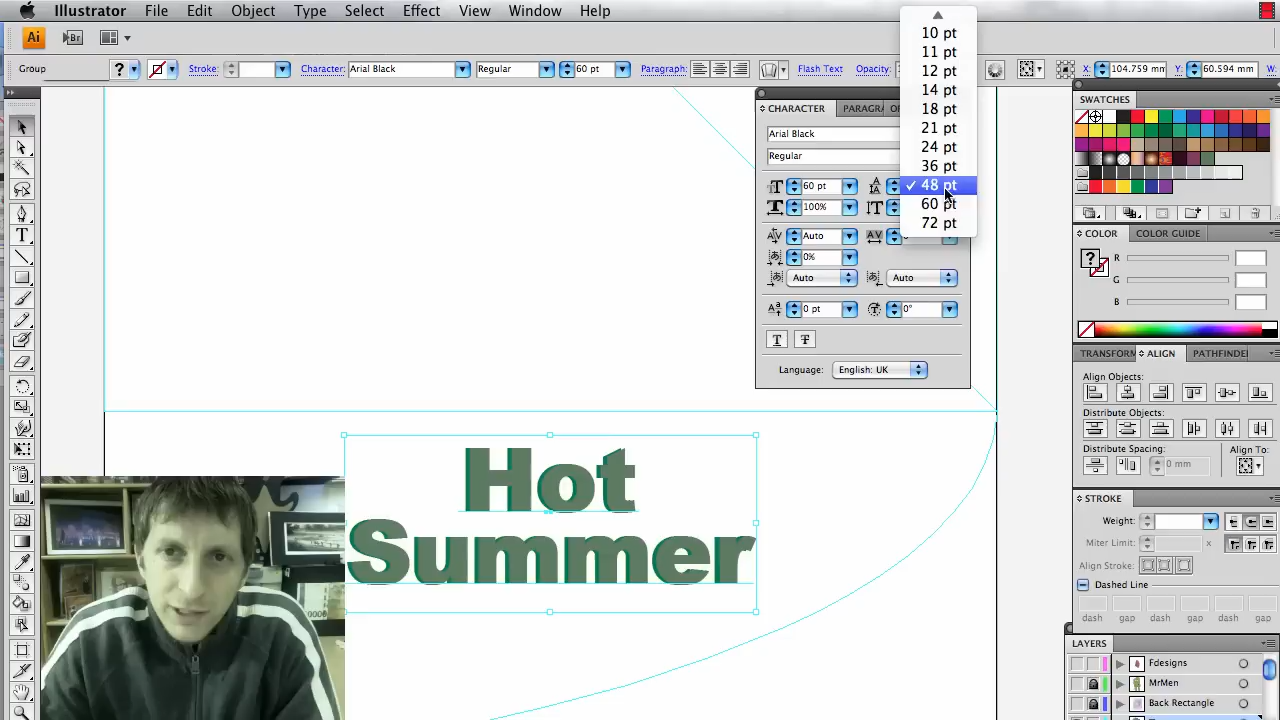 Illustrator File Edit Object Type Select Effect View Window Help
Ai Br
Group ? Stroke: Character: Arial Black Regular 60 pt Paragraph: Flash Text Opacity: X: 104.759 mm Y: 60.594 mm W:
10 pt
11 pt
12 pt
14 pt
18 pt
21 pt
24 pt
36 pt
✓ 48 pt
60 pt
72 pt
CHARACTER PARAGRA O
Arial Black
Regular
60 pt
100%
Auto
0%
Auto Auto
0 pt 0°
T T
Language: English: UK
SWATCHES
COLOR COLOR GUIDE
? R
G
B
TRANSFORM ALIGN PATHFINDE
Align Objects:
Distribute Objects:
Distribute Spacing: Align To:
0 mm
STROKE
Weight:
Miter Limit: x
Align Stroke:
Dashed Line
dash gap dash gap dash gap
LAYERS
Fdesigns
MrMen
Back Rectangle
Hot
Summer